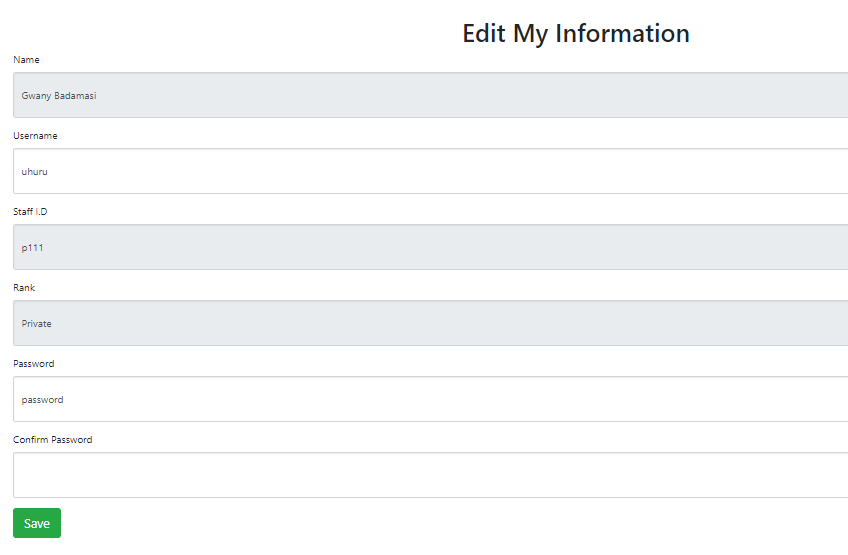 Edit My Information
Name
Gwany Badamasi
Username
uhuru
Staff I.D
p111
Rank
Private
Password
password
Confirm Password
Save